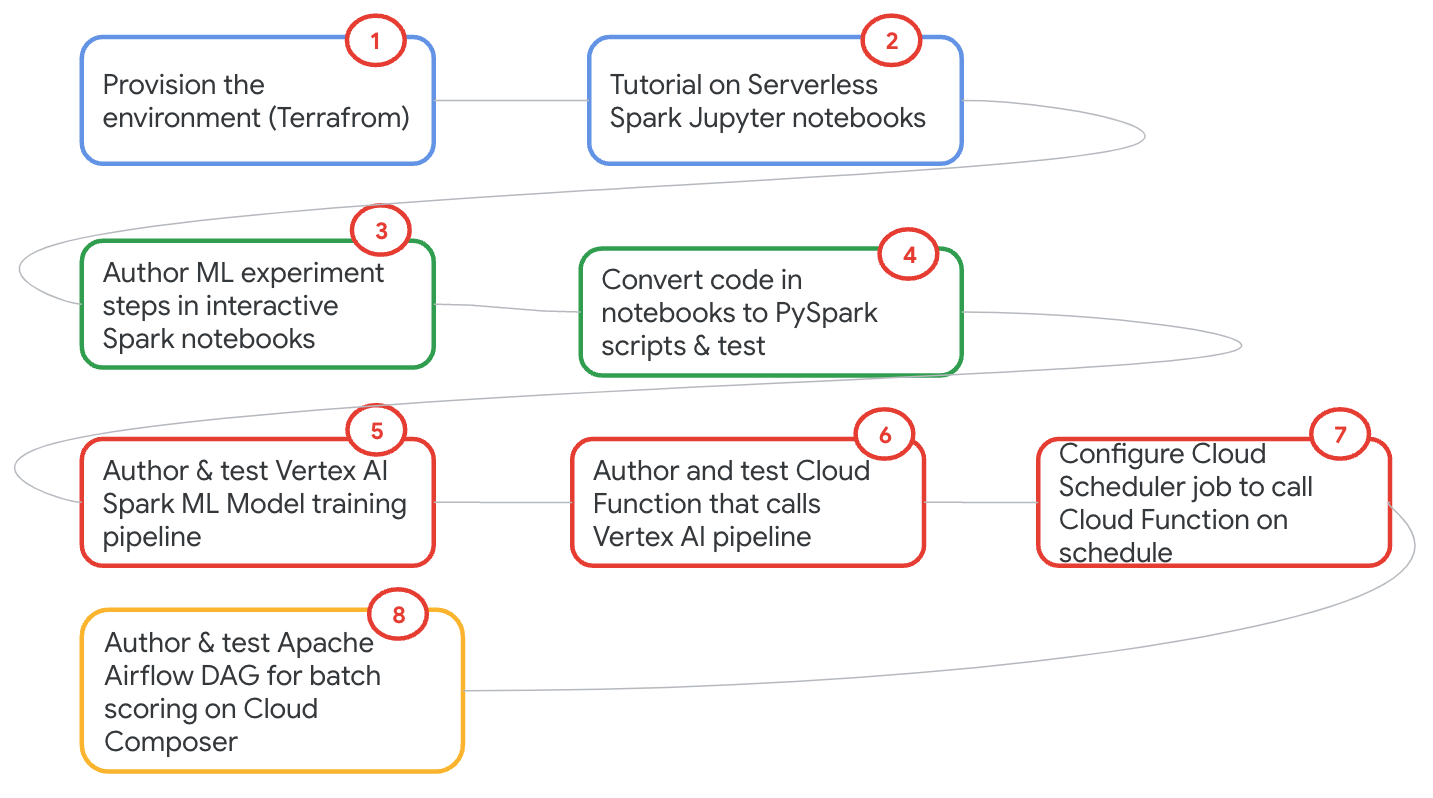 1
Provision the
environment (Terrafrom)
2
Tutorial on Serverless
Spark Jupyter notebooks
3
Author ML experiment
steps in interactive
Spark notebooks
4
Convert code in
notebooks to PySpark
scripts & test
5
Author & test Vertex AI
Spark ML Model training
pipeline
6
Author and test Cloud
Function that calls
Vertex AI pipeline
7
Configure Cloud
Scheduler job to call
Cloud Function on
schedule
8
Author & test Apache
Airflow DAG for batch
scoring on Cloud
Composer